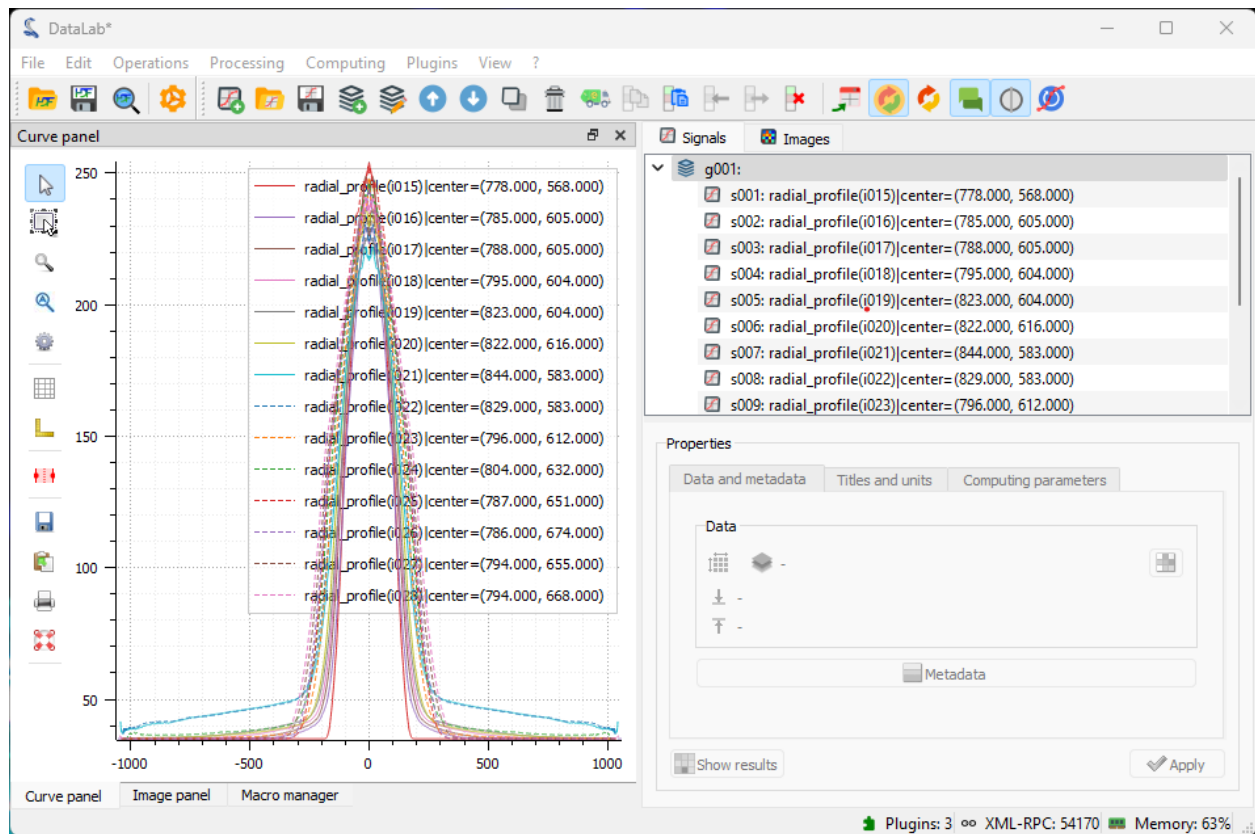 DataLab*
File Edit Operations Processing Computing Plugins View ?
Curve panel
250
200
150
100
50
-1000 -500 0 500 1000
radial_profile(i015)|center=(778.000, 568.000)
radial_profile(i016)|center=(785.000, 605.000)
radial_profile(i017)|center=(788.000, 605.000)
radial_profile(i018)|center=(795.000, 604.000)
radial_profile(i019)|center=(823.000, 604.000)
radial_profile(i020)|center=(822.000, 616.000)
radial_profile(i021)|center=(844.000, 583.000)
radial_profile(i022)|center=(829.000, 583.000)
radial_profile(i023)|center=(796.000, 612.000)
radial_profile(i024)|center=(804.000, 632.000)
radial_profile(i025)|center=(787.000, 651.000)
radial_profile(i026)|center=(786.000, 674.000)
radial_profile(i027)|center=(794.000, 655.000)
radial_profile(i028)|center=(794.000, 668.000)
Curve panel Image panel Macro manager
Signals Images
g001:
s001: radial_profile(i015)|center=(778.000, 568.000)
s002: radial_profile(i016)|center=(785.000, 605.000)
s003: radial_profile(i017)|center=(788.000, 605.000)
s004: radial_profile(i018)|center=(795.000, 604.000)
s005: radial_profile(i019)|center=(823.000, 604.000)
s006: radial_profile(i020)|center=(822.000, 616.000)
s007: radial_profile(i021)|center=(844.000, 583.000)
s008: radial_profile(i022)|center=(829.000, 583.000)
s009: radial_profile(i023)|center=(796.000, 612.000)
Properties
Data and metadata Titles and units Computing parameters
Data
-
-
-
Metadata
Show results Apply
Plugins: 3 XML-RPC: 54170 Memory: 63%